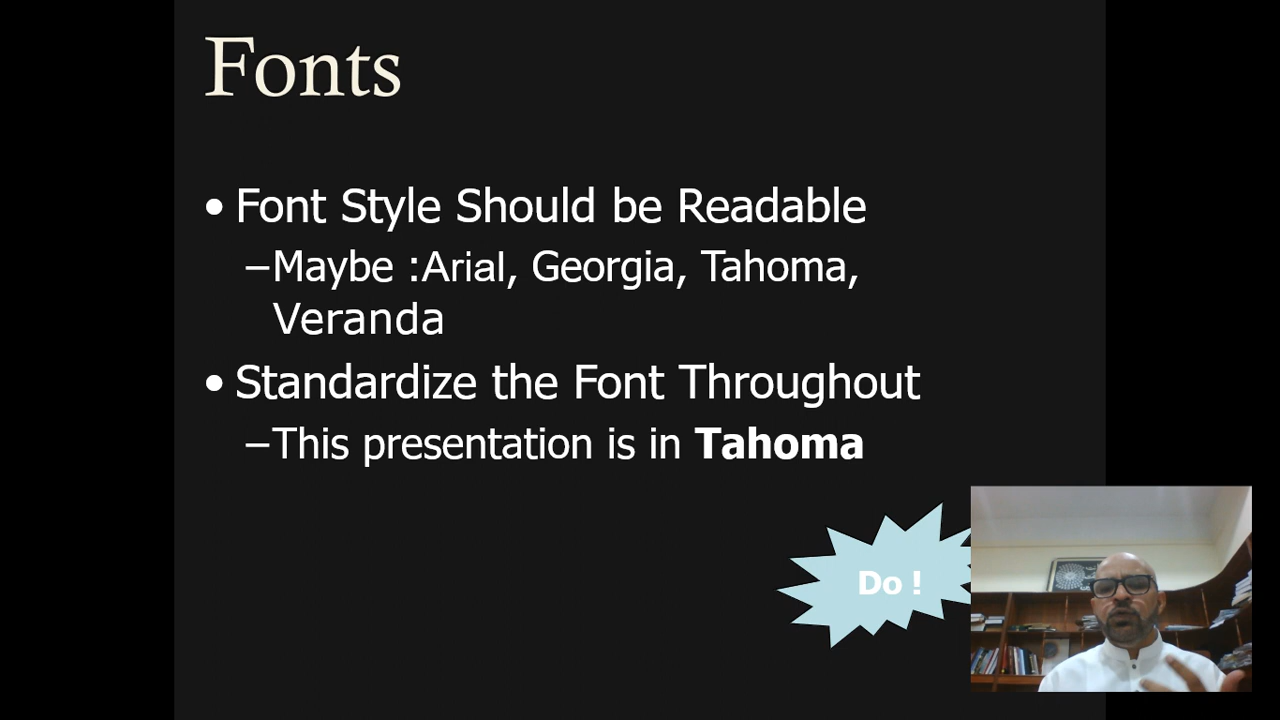 Fonts
• Font Style Should be Readable
–Maybe :Arial, Georgia, Tahoma,
Veranda
• Standardize the Font Throughout
–This presentation is in Tahoma
Do !